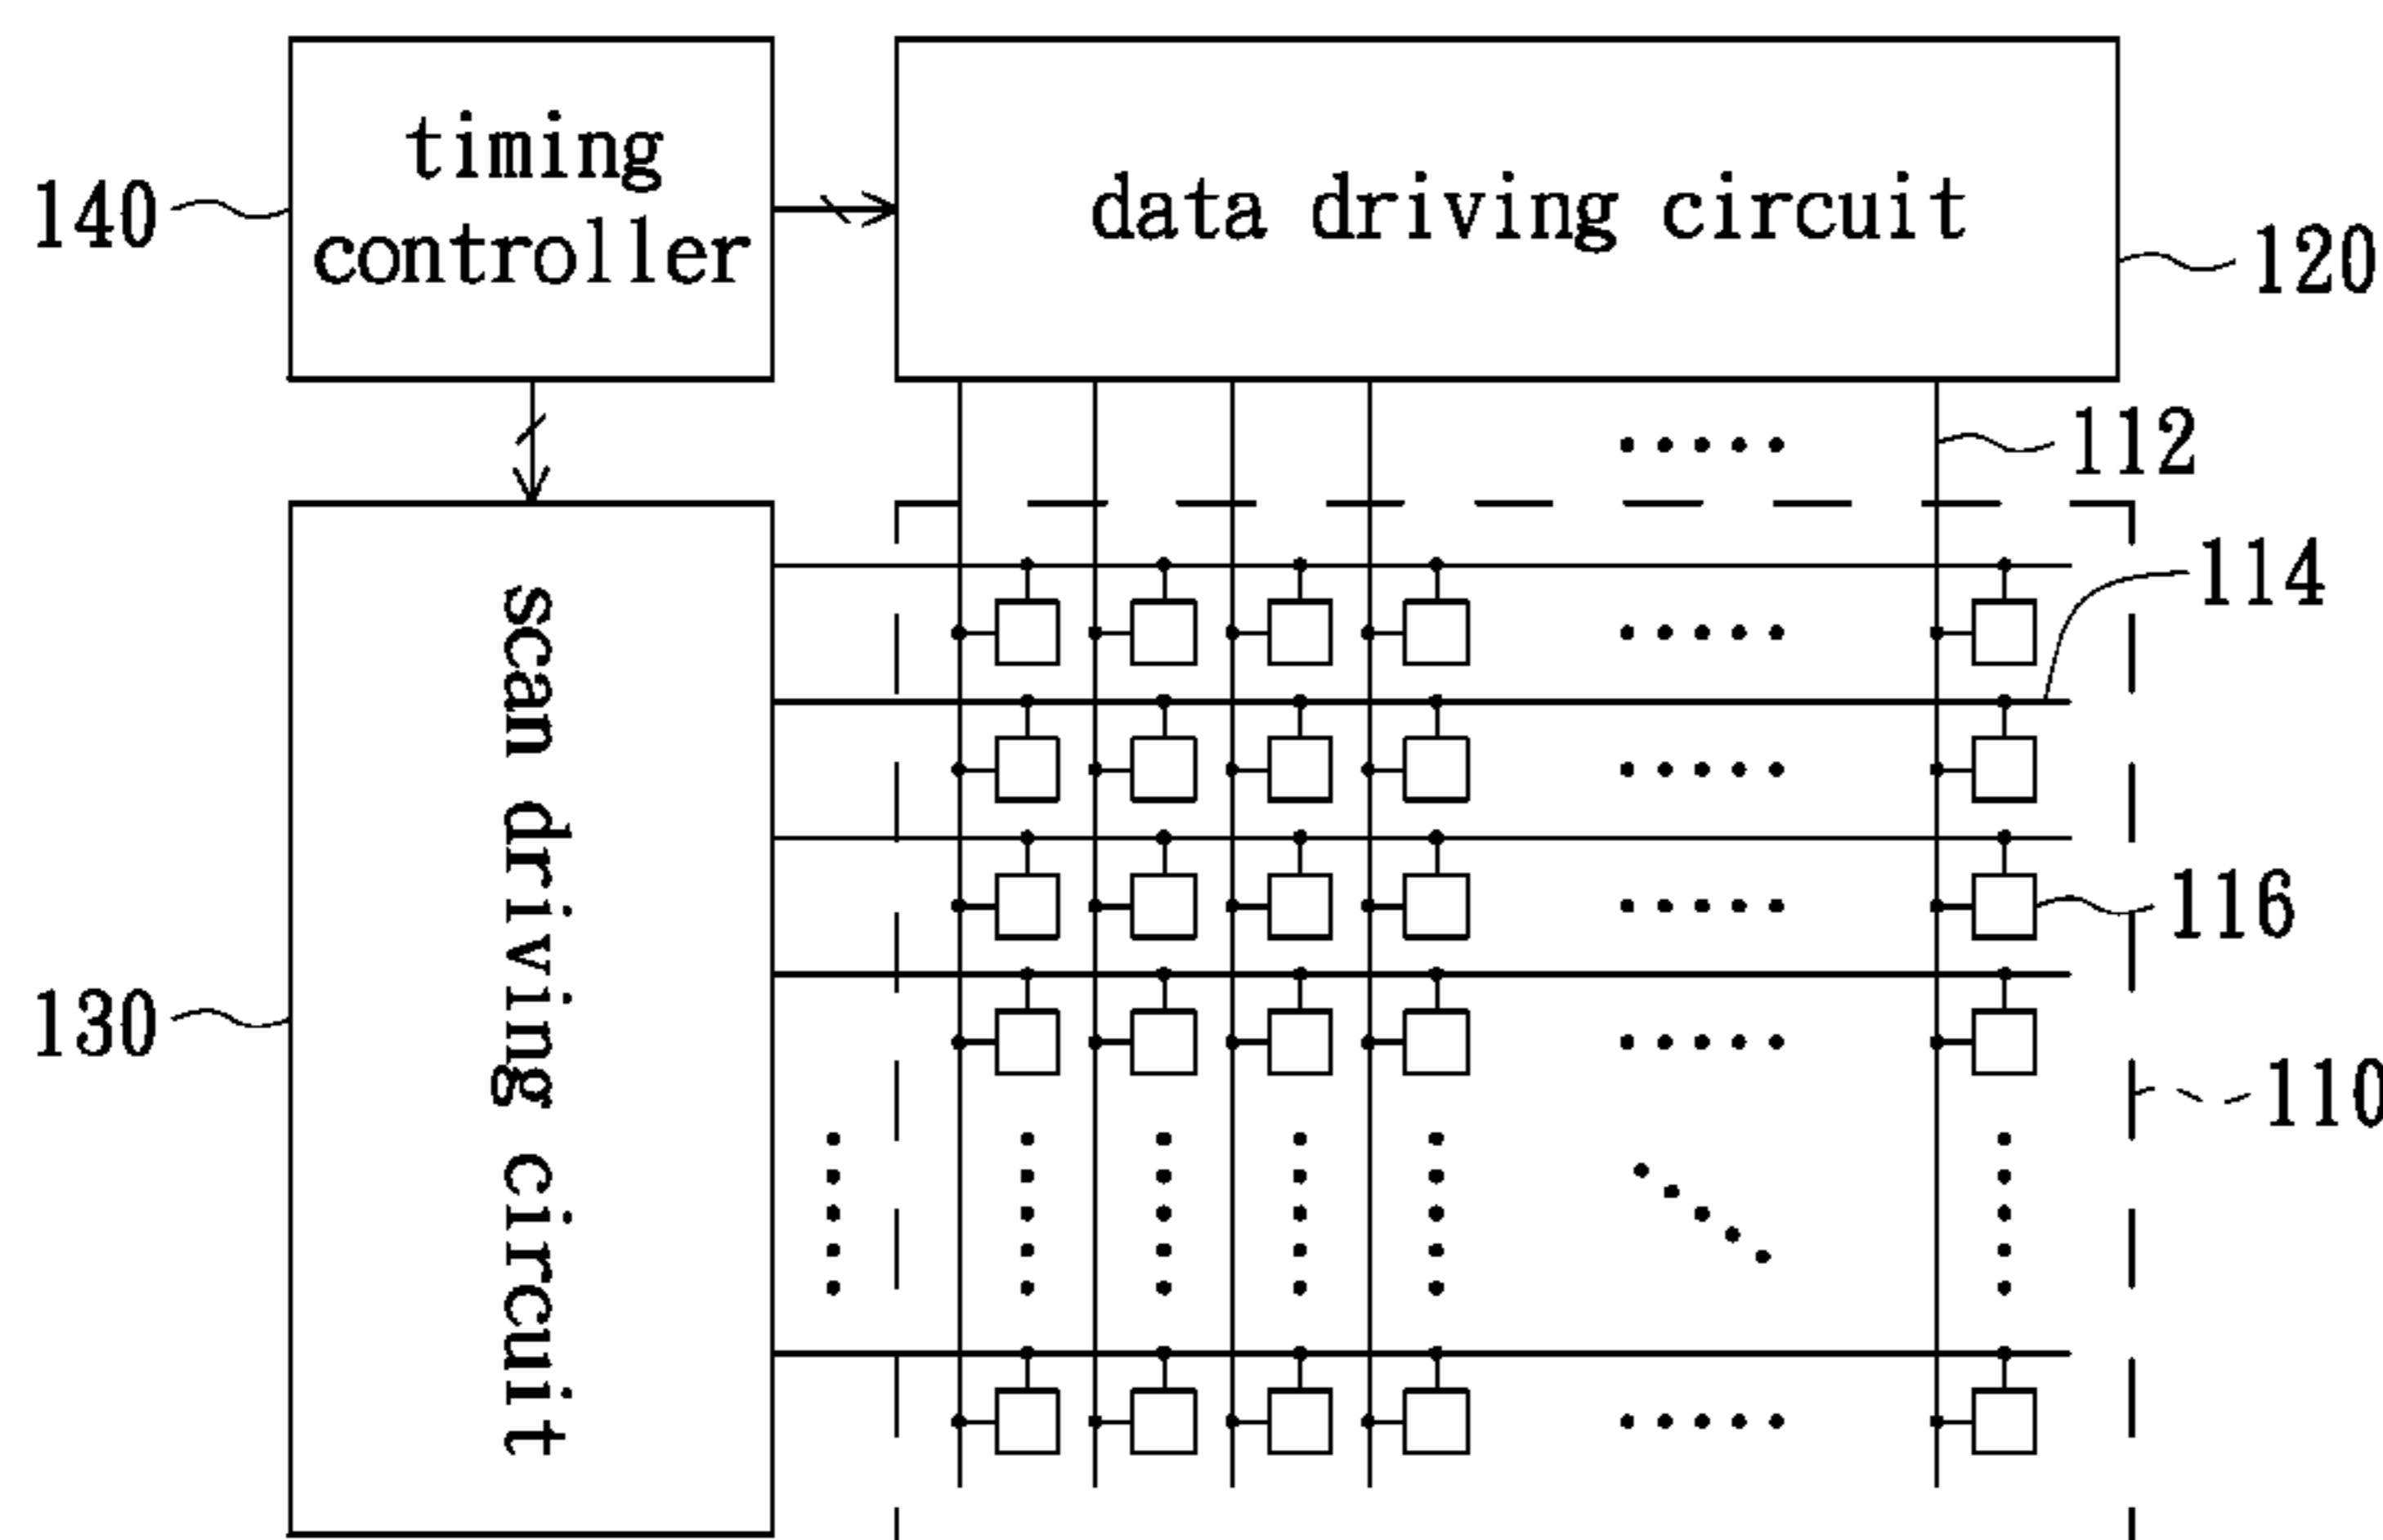 timing
controller
data driving circuit
140
120
112
114
scan driving circuit
116
130
110